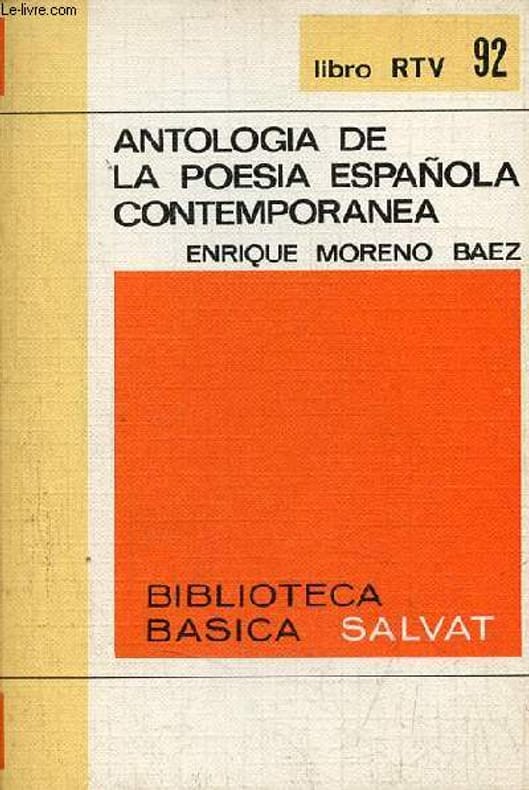 Le-livre.com
libro RTV 92
ANTOLOGIA DE
LA POESIA ESPAÑOLA
CONTEMPORANEA
ENRIQUE MORENO BAEZ
BIBLIOTECA
BASICA SALVAT